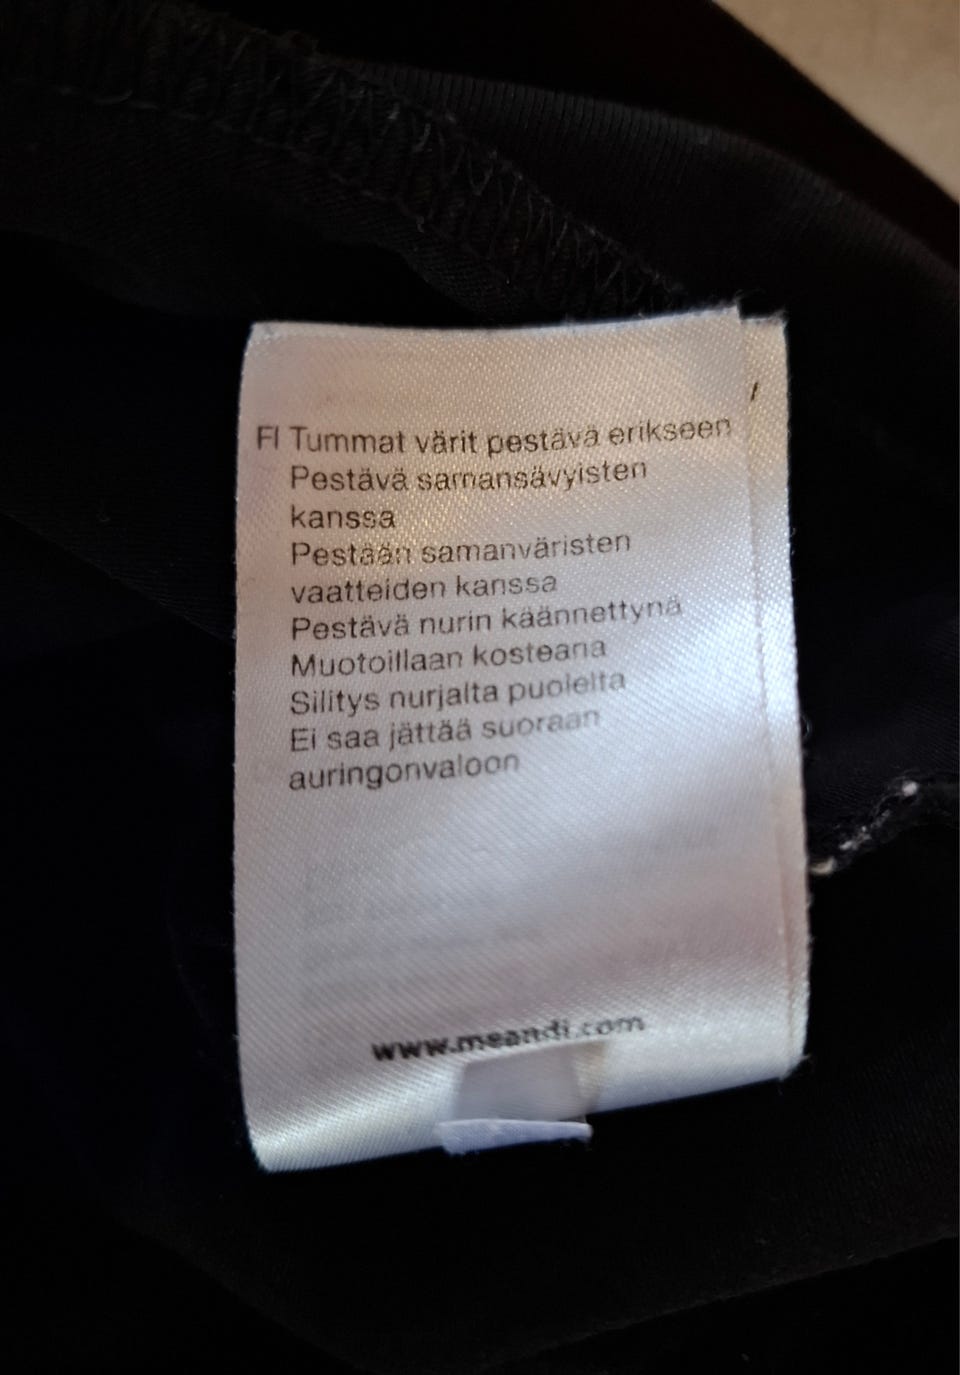 FI Tummat värit pestävä erikseen
Pestävä samansävyisten
kanssa
Pestään samanväristen
vaatteiden kanssa
Pestävä nurin käännettynä
Muotoillaan kosteana
Silitys nurjalta puolelta
Ei saa jättää suoraan
auringonvaloon
www.meandi.com